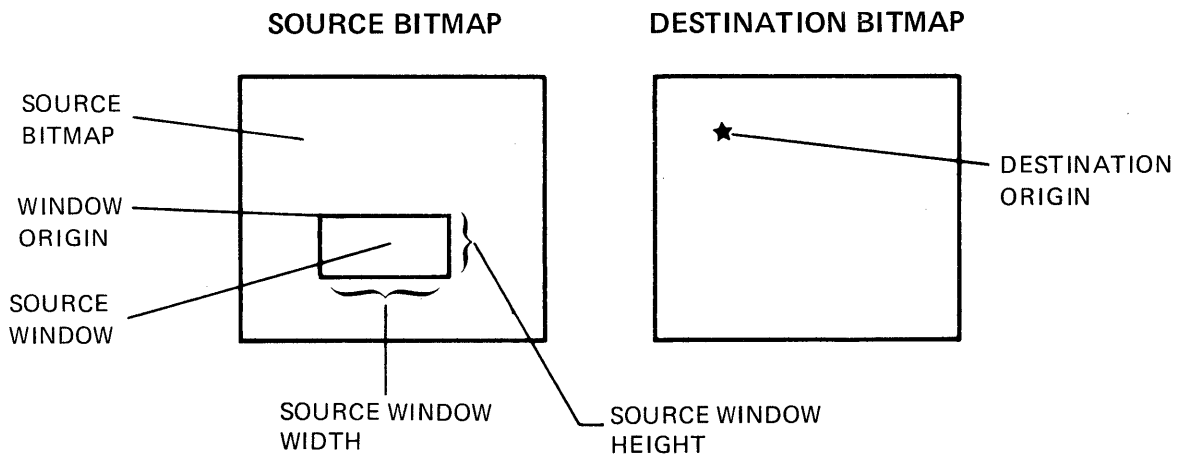 SOURCE BITMAP
DESTINATION BITMAP
SOURCE
BITMAP
WINDOW
ORIGIN
SOURCE
WINDOW
DESTINATION
ORIGIN
SOURCE WINDOW
WIDTH
SOURCE WINDOW
HEIGHT